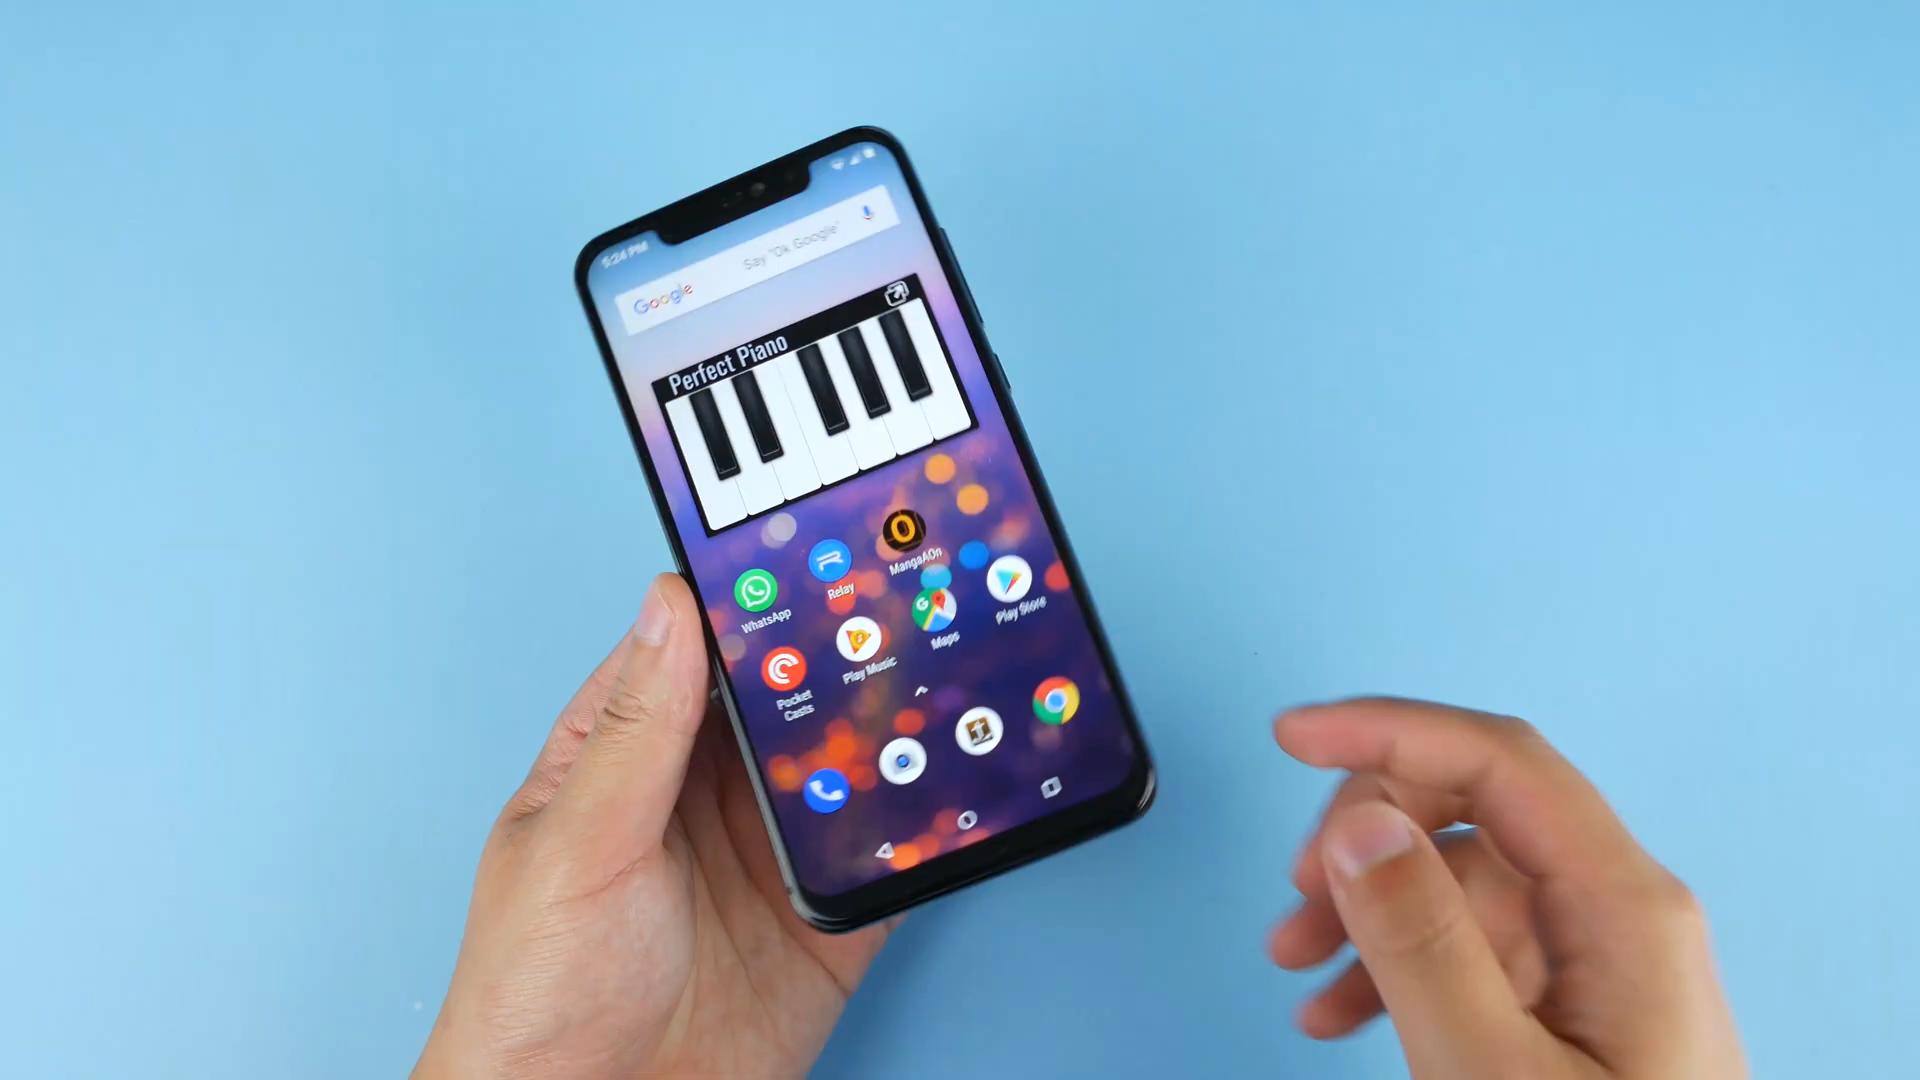 5:24 PM
Google
Say "Ok Google"
Perfect Piano
WhatsApp
Relay
MangaAOn
Pocket
Casts
Play Music
Maps
Play Store